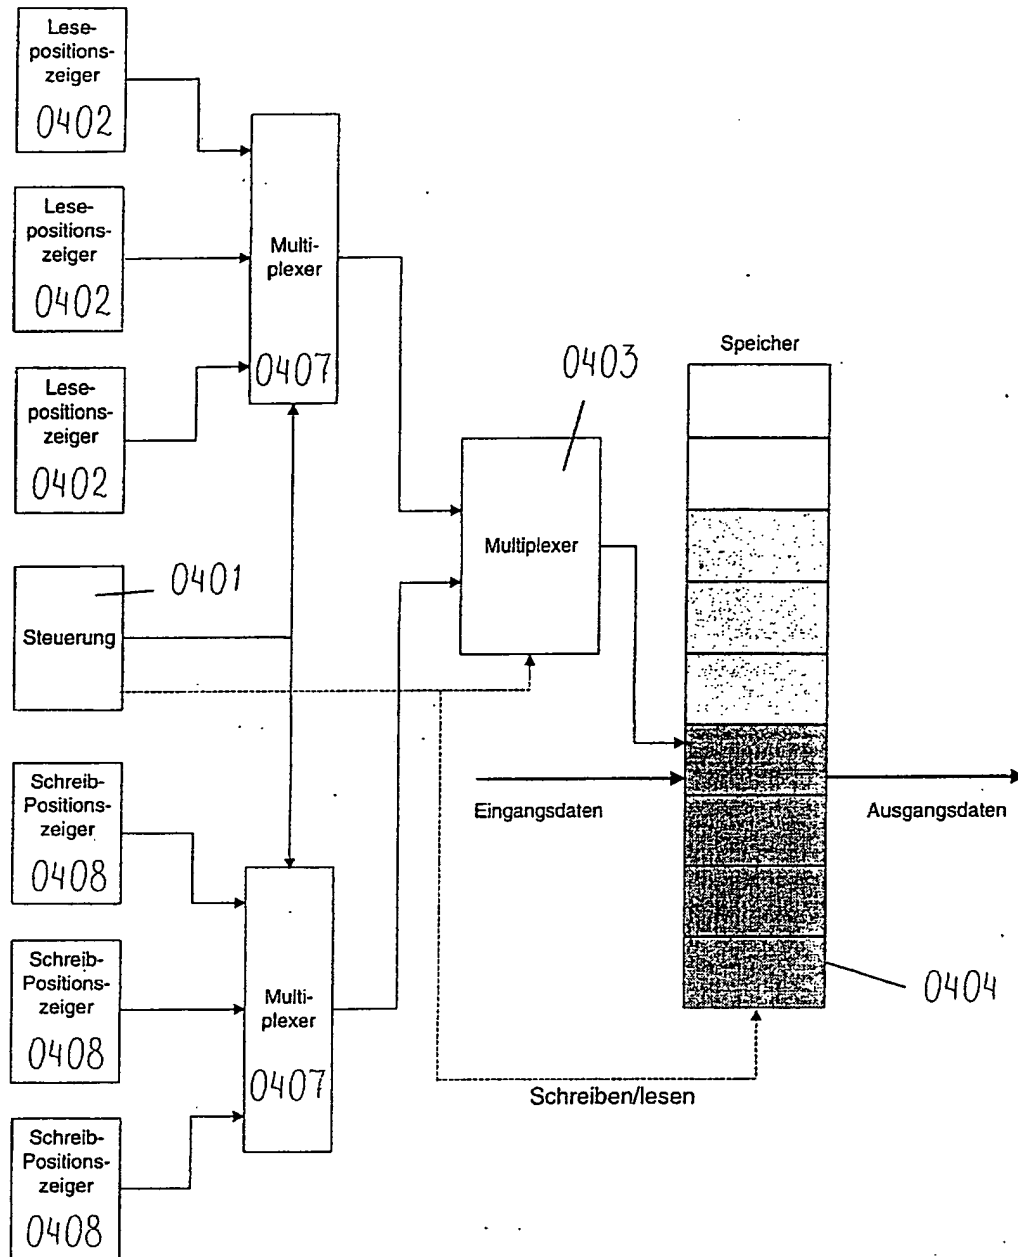 Lese-
positions-
zeiger
0402
Lese-
positions-
zeiger
0402
Lese-
positions-
zeiger
0402
Multi-
plexer
0407
0403
Speicher
Multiplexer
0401
Steuerung
Eingangsdaten
Ausgangsdaten
Schreib-
Positions-
zeiger
0408
Schreib-
Positions-
zeiger
0408
Schreib-
Positions-
zeiger
0408
Multi-
plexer
0407
0404
Schreiben/lesen